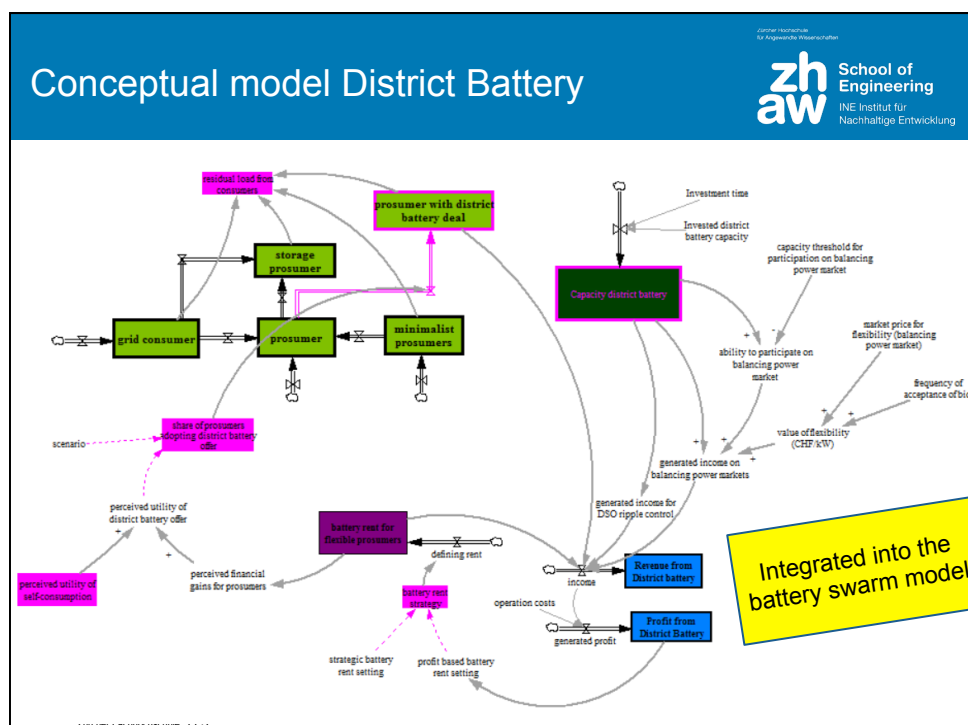 Zürcher Hochschule
für Angewandte Wissenschaften
Conceptual model District Battery
zh
aw
School of
Engineering
INE Institut für
Nachhaltige Entwicklung
residual load from
consumers
prosumer with district
battery deal
Investment time
Invested district
battery capacity
capacity threshold for
participation on balancing
power market
storage
prosumer
Capacity district battery
grid consumer
prosumer
minimalist
prosumers
market price for
flexibility (balancing
power market)
ability to participate on
balancing power
market
frequency of
acceptance of
share of prosumers
adopting district battery
offer
scenario
value of flexibility
(CHF/kW)
generated income on
balancing power markets
perceived utility of
district battery offer
generated income for
DSO ripple control
battery rent for
flexible prosumers
defining rent
Integrated into the
battery swarm model
perceived utility of
self-consumption
perceived financial
gains for prosumers
income
Revenue from
District battery
battery rent
strategy
operation costs
generated profit
Profit from
District Battery
strategic battery
rent setting
profit based battery
rent setting